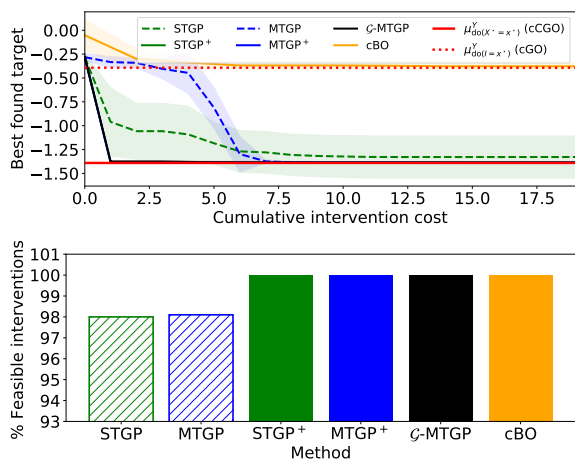 STGP MTGP 𝒢-MTGP μ^Y_do(X*=x*) (cCGO)
STGP⁺ MTGP⁺ cBO μ^Y_do(I=x*) (cCGO)
Best found target
0.00
−0.25
−0.50
−0.75
−1.00
−1.25
−1.50
0.0 2.5 5.0 7.5 10.0 12.5 15.0 17.5
Cumulative intervention cost
% Feasible interventions
101
100
99
98
97
96
95
94
93
STGP MTGP STGP⁺ MTGP⁺ 𝒢-MTGP cBO
Method